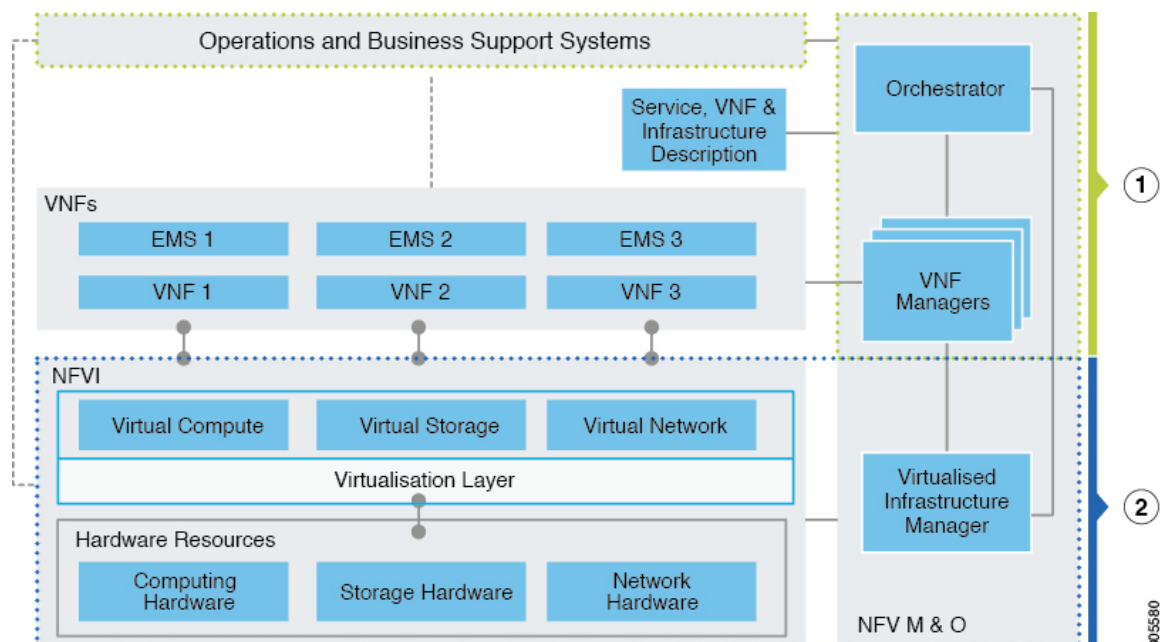 Operations and Business Support Systems
Orchestrator
Service, VNF &
Infrastructure
Description
1
VNFs
EMS 1
EMS 2
EMS 3
VNF 1
VNF 2
VNF 3
VNF
Managers
NFVI
Virtual Compute
Virtual Storage
Virtual Network
Virtualisation Layer
Virtualised
Infrastructure
Manager
2
Hardware Resources
Computing
Hardware
Storage Hardware
Network
Hardware
NFV M & O